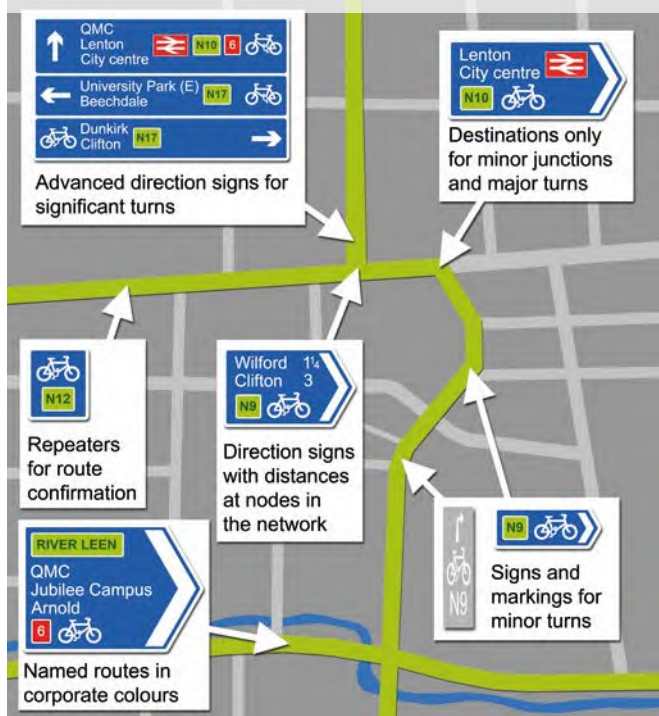 QMC
Lenton
City centre
N10
6
University Park (E)
Beechdale
N17
Dunkirk
Clifton
N17
Advanced direction signs for
significant turns
Lenton
City centre
N10
Destinations only
for minor junctions
and major turns
N12
Repeaters
for route
confirmation
Wilford 1¼
Clifton 3
N9
Direction signs
with distances
at nodes in
the network
N9
N9
Signs and
markings for
minor turns
RIVER LEEN
QMC
Jubilee Campus
Arnold
6
Named routes in
corporate colours